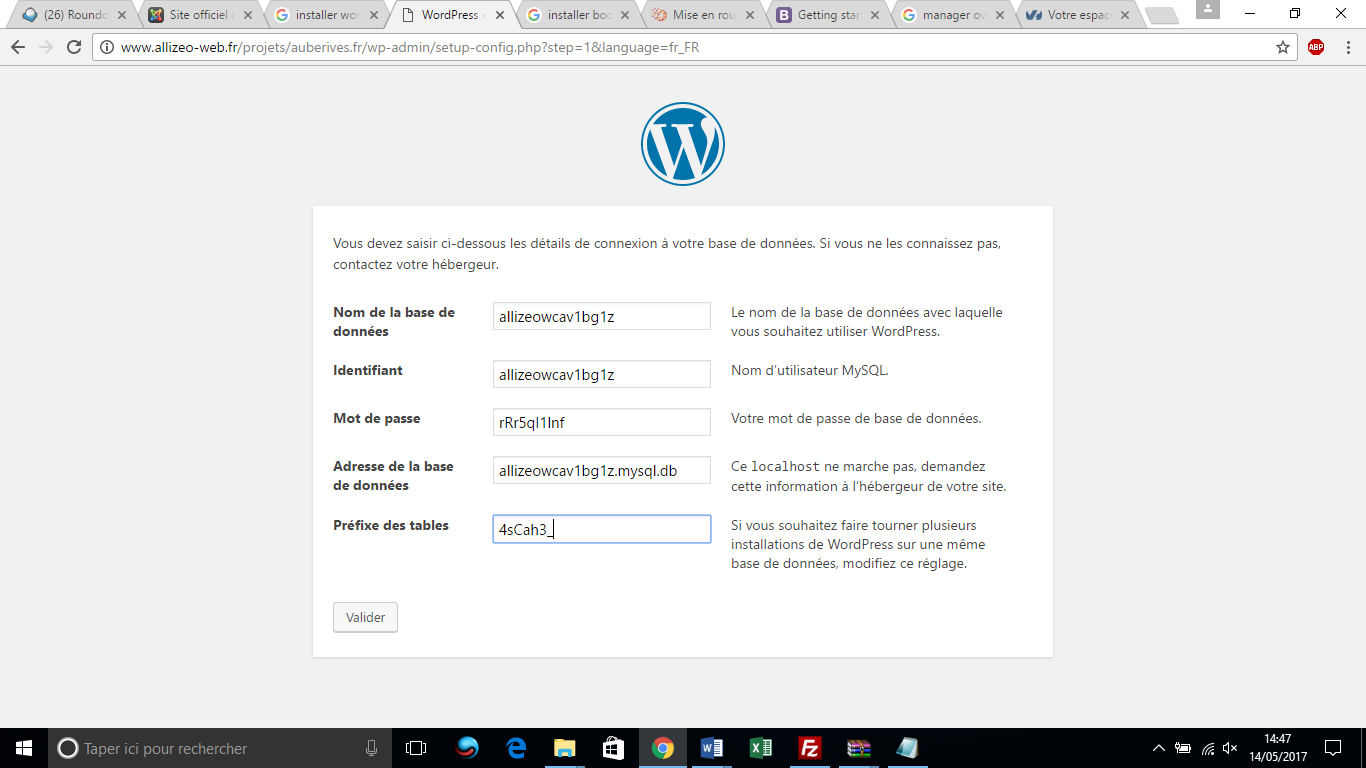 (26) Roundc
Site officiel
installer wor
WordPress
installer boo
Mise en rou
Getting star
manager ov
Votre espac
www.allizeo-web.fr/projets/auberives.fr/wp-admin/setup-config.php?step=1&language=fr_FR
ABP
Vous devez saisir ci-dessous les détails de connexion à votre base de données. Si vous ne les connaissez pas,
contactez votre hébergeur.
Nom de la base de
données
allizeowcav1bg1z
Le nom de la base de données avec laquelle
vous souhaitez utiliser WordPress.
Identifiant
allizeowcav1bg1z
Nom d'utilisateur MySQL.
Mot de passe
Votre mot de passe de base de données.
Adresse de la base
de données
allizeowcav1bg1z.mysql.db
Ce localhost ne marche pas, demandez
cette information à l'hébergeur de votre site.
Préfixe des tables
4sCah3_
Si vous souhaitez faire tourner plusieurs
installations de WordPress sur une même
base de données, modifiez ce réglage.
Valider
Taper ici pour rechercher
14:47
14/05/2017